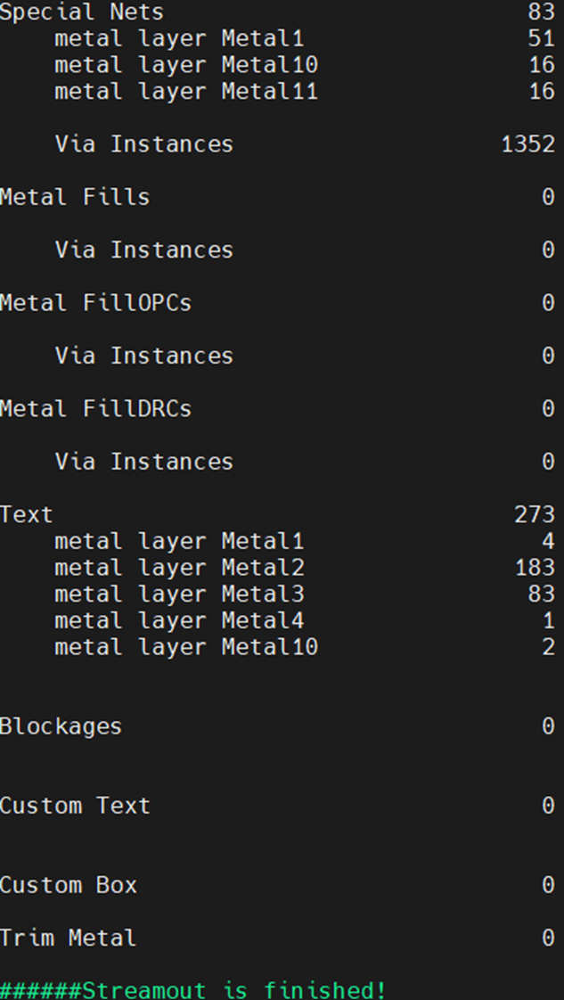 Special Nets 83
metal layer Metal1 51
metal layer Metal10 16
metal layer Metal11 16
Via Instances 1352
Metal Fills 0
Via Instances 0
Metal FillOPCs 0
Via Instances 0
Metal FillDRCs 0
Via Instances 0
Text 273
metal layer Metal1 4
metal layer Metal2 183
metal layer Metal3 83
metal layer Metal4 1
metal layer Metal10 2
Blockages 0
Custom Text 0
Custom Box 0
Trim Metal 0
######Streamout is finished!